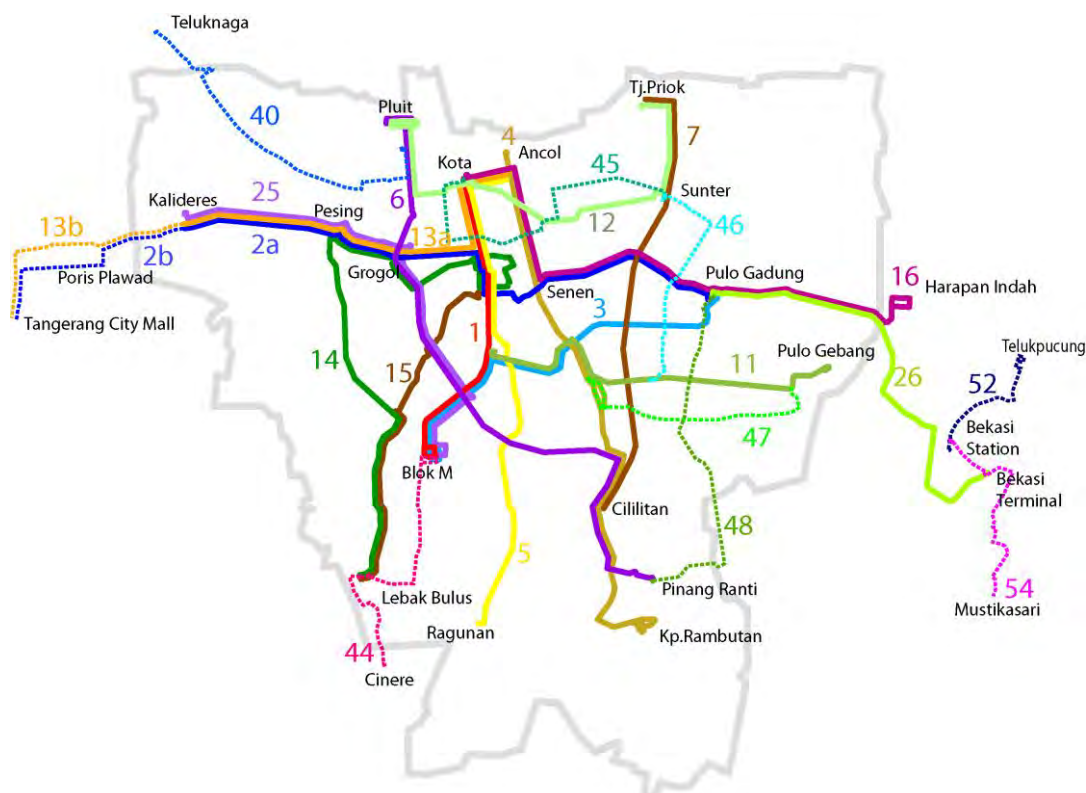 Teluknaga
Tj.Priok
40
Pluit
7
4
Ancol
Kota
45
25
6
Sunter
Kalideres
12
46
Pesing
13b
13a
2a
2b
Grogol
Pulo Gadung
16
Poris Plawad
Senen
Harapan Indah
3
Tangerang City Mall
1
Telukpucung
Pulo Gebang
14
11
15
26
52
47
Bekasi
Station
Blok M
Bekasi
Terminal
Cililitan
48
5
Lebak Bulus
Pinang Ranti
54
Mustikasari
Ragunan
Kp.Rambutan
44
Cinere